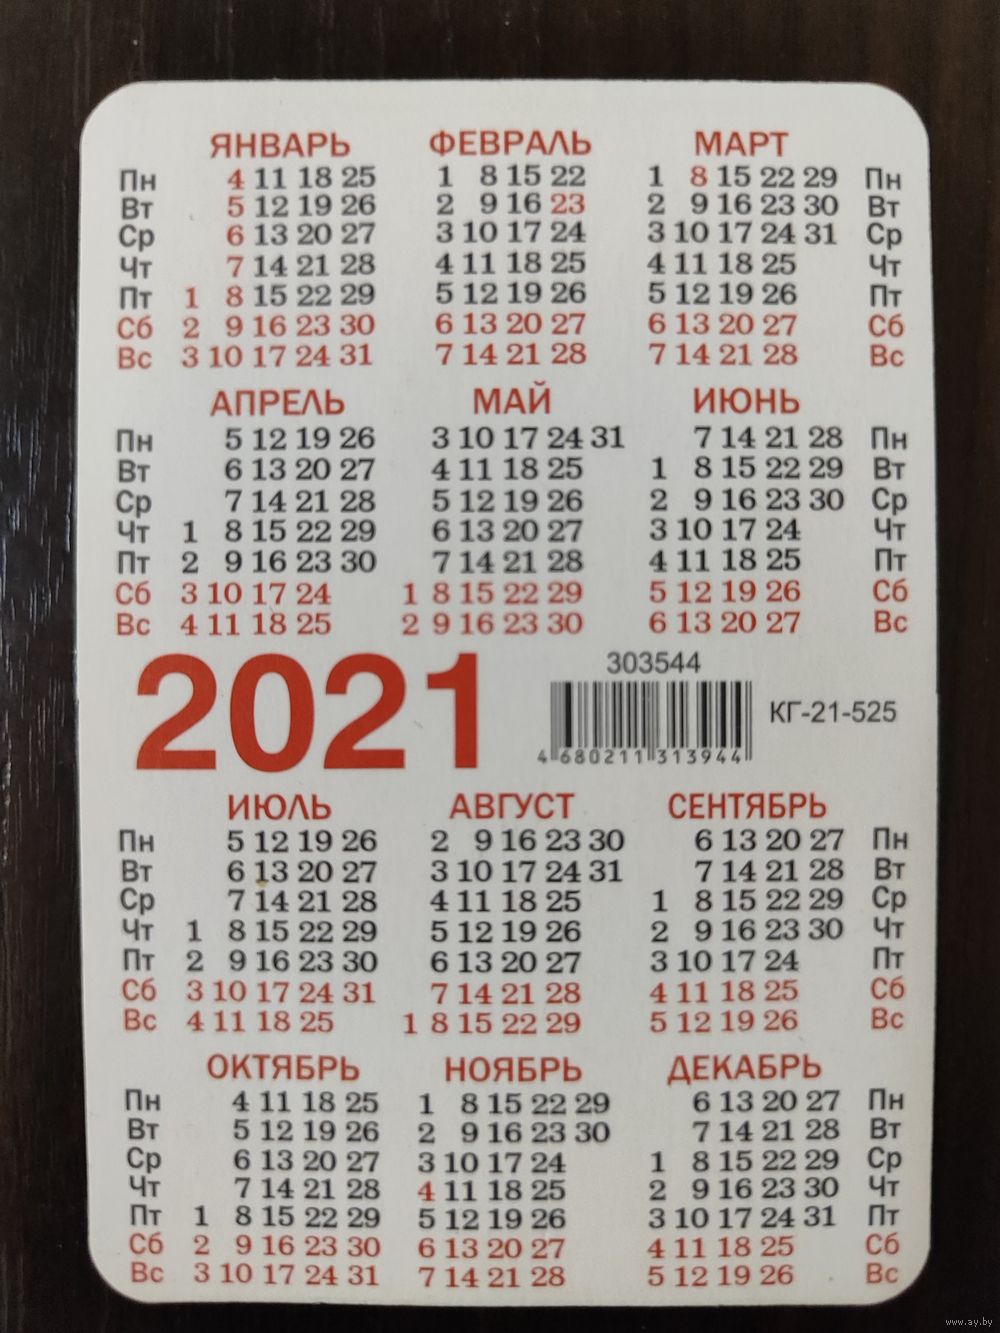 ЯНВАРЬ ФЕВРАЛЬ МАРТ
Пн 4 11 18 25 1 8 15 22 1 8 15 22 29 Пн
Вт 5 12 19 26 2 9 16 23 2 9 16 23 30 Вт
Ср 6 13 20 27 3 10 17 24 3 10 17 24 31 Ср
Чт 7 14 21 28 4 11 18 25 4 11 18 25 Чт
Пт 1 8 15 22 29 5 12 19 26 5 12 19 26 Пт
Сб 2 9 16 23 30 6 13 20 27 6 13 20 27 Сб
Вс 3 10 17 24 31 7 14 21 28 7 14 21 28 Вс
АПРЕЛЬ МАЙ ИЮНЬ
Пн 5 12 19 26 3 10 17 24 31 7 14 21 28 Пн
Вт 6 13 20 27 4 11 18 25 1 8 15 22 29 Вт
Ср 7 14 21 28 5 12 19 26 2 9 16 23 30 Ср
Чт 1 8 15 22 29 6 13 20 27 3 10 17 24 Чт
Пт 2 9 16 23 30 7 14 21 28 4 11 18 25 Пт
Сб 3 10 17 24 1 8 15 22 29 5 12 19 26 Сб
Вс 4 11 18 25 2 9 16 23 30 6 13 20 27 Вс
2021
303544
КГ-21-525
4 680211 313944
ИЮЛЬ АВГУСТ СЕНТЯБРЬ
Пн 5 12 19 26 2 9 16 23 30 6 13 20 27 Пн
Вт 6 13 20 27 3 10 17 24 31 7 14 21 28 Вт
Ср 7 14 21 28 4 11 18 25 1 8 15 22 29 Ср
Чт 1 8 15 22 29 5 12 19 26 2 9 16 23 30 Чт
Пт 2 9 16 23 30 6 13 20 27 3 10 17 24 Пт
Сб 3 10 17 24 31 7 14 21 28 4 11 18 25 Сб
Вс 4 11 18 25 1 8 15 22 29 5 12 19 26 Вс
ОКТЯБРЬ НОЯБРЬ ДЕКАБРЬ
Пн 4 11 18 25 1 8 15 22 29 6 13 20 27 Пн
Вт 5 12 19 26 2 9 16 23 30 7 14 21 28 Вт
Ср 6 13 20 27 3 10 17 24 1 8 15 22 29 Ср
Чт 7 14 21 28 4 11 18 25 2 9 16 23 30 Чт
Пт 1 8 15 22 29 5 12 19 26 3 10 17 24 31 Пт
Сб 2 9 16 23 30 6 13 20 27 4 11 18 25 Сб
Вс 3 10 17 24 31 7 14 21 28 5 12 19 26 Вс
www.ay.by